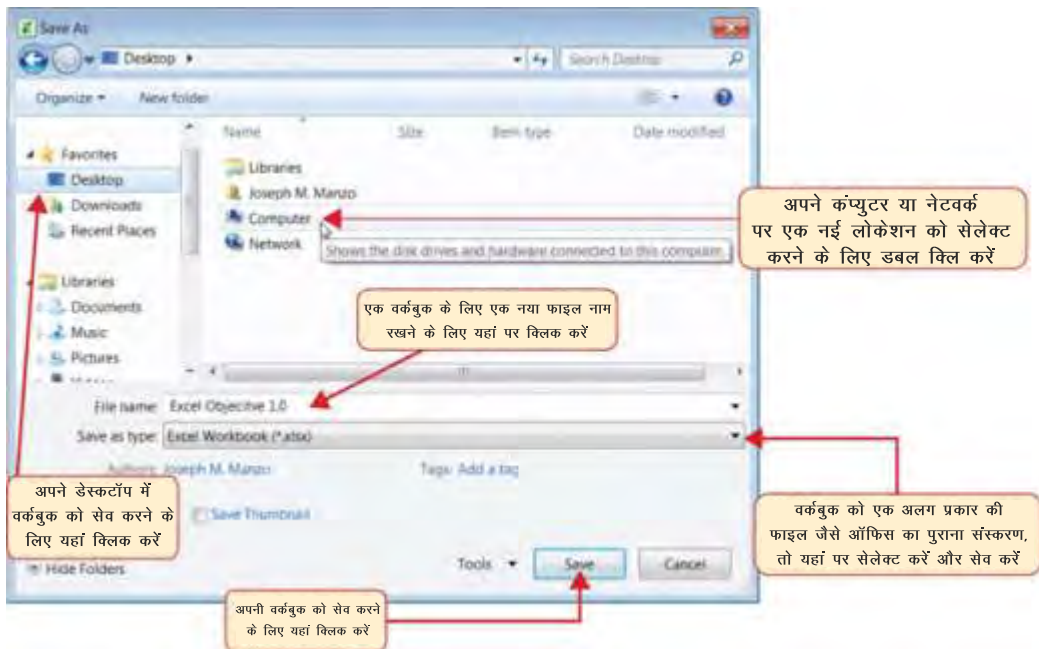 Save As
Desktop
Search Desktop
Organize New folder
Name Size Item type Date modified
Favorites
Desktop
Downloads
Recent Places
Libraries
Documents
Music
Pictures
Libraries
Joseph M. Manzo
Computer
Network
Shows the disk drives and hardware connected to this computer.
अपने कंप्युटर या नेटवर्क
पर एक नई लोकेशन को सेलेक्ट
करने के लिए डबल क्लि करें
एक वर्कबुक के लिए एक नया फाइल नाम
रखने के लिए यहां पर क्लिक करें
File name: Excel Objecitve 1.0
Save as type: Excel Workbook (*.xlsx)
Authors: Joseph M. Manzo Tags: Add a tag
अपने डेस्कटॉप में
वर्कबुक को सेव करने के
लिए यहां क्लिक करें
Save Thumbnail
वर्कबुक को एक अलग प्रकार की
फाइल जैसे ऑफिस का पुराना संस्करण,
तो यहां पर सेलेक्ट करें और सेव करें
Hide Folders
Tools Save Cancel
अपनी वर्कबुक को सेव करने
के लिए यहां क्लिक करें